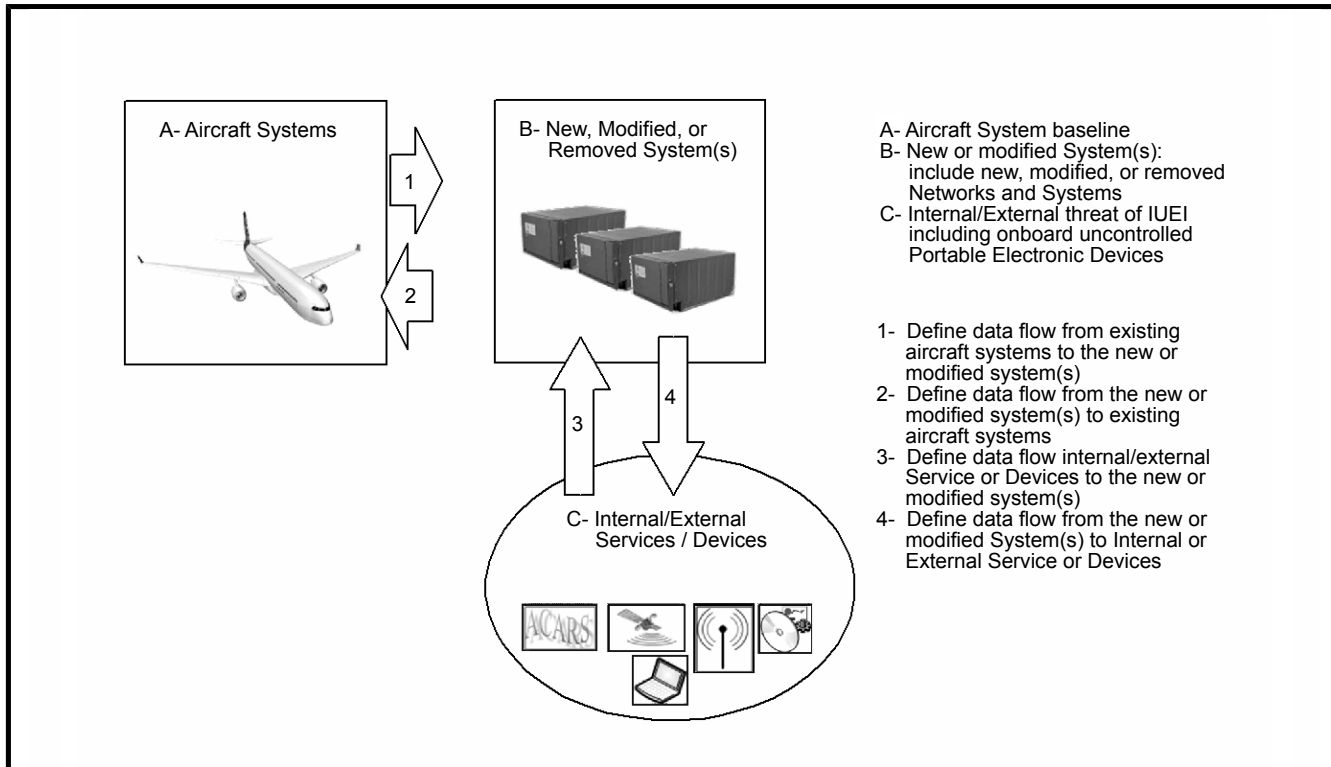 A- Aircraft Systems
1
2
B- New, Modified, or
Removed System(s)
3
4
C- Internal/External
Services / Devices
ACARS
A- Aircraft System baseline
B- New or modified System(s):
include new, modified, or removed
Networks and Systems
C- Internal/External threat of IUEI
including onboard uncontrolled
Portable Electronic Devices
1- Define data flow from existing
aircraft systems to the new or
modified system(s)
2- Define data flow from the new or
modified system(s) to existing
aircraft systems
3- Define data flow internal/external
Service or Devices to the new or
modified system(s)
4- Define data flow from the new or
modified System(s) to Internal or
External Service or Devices